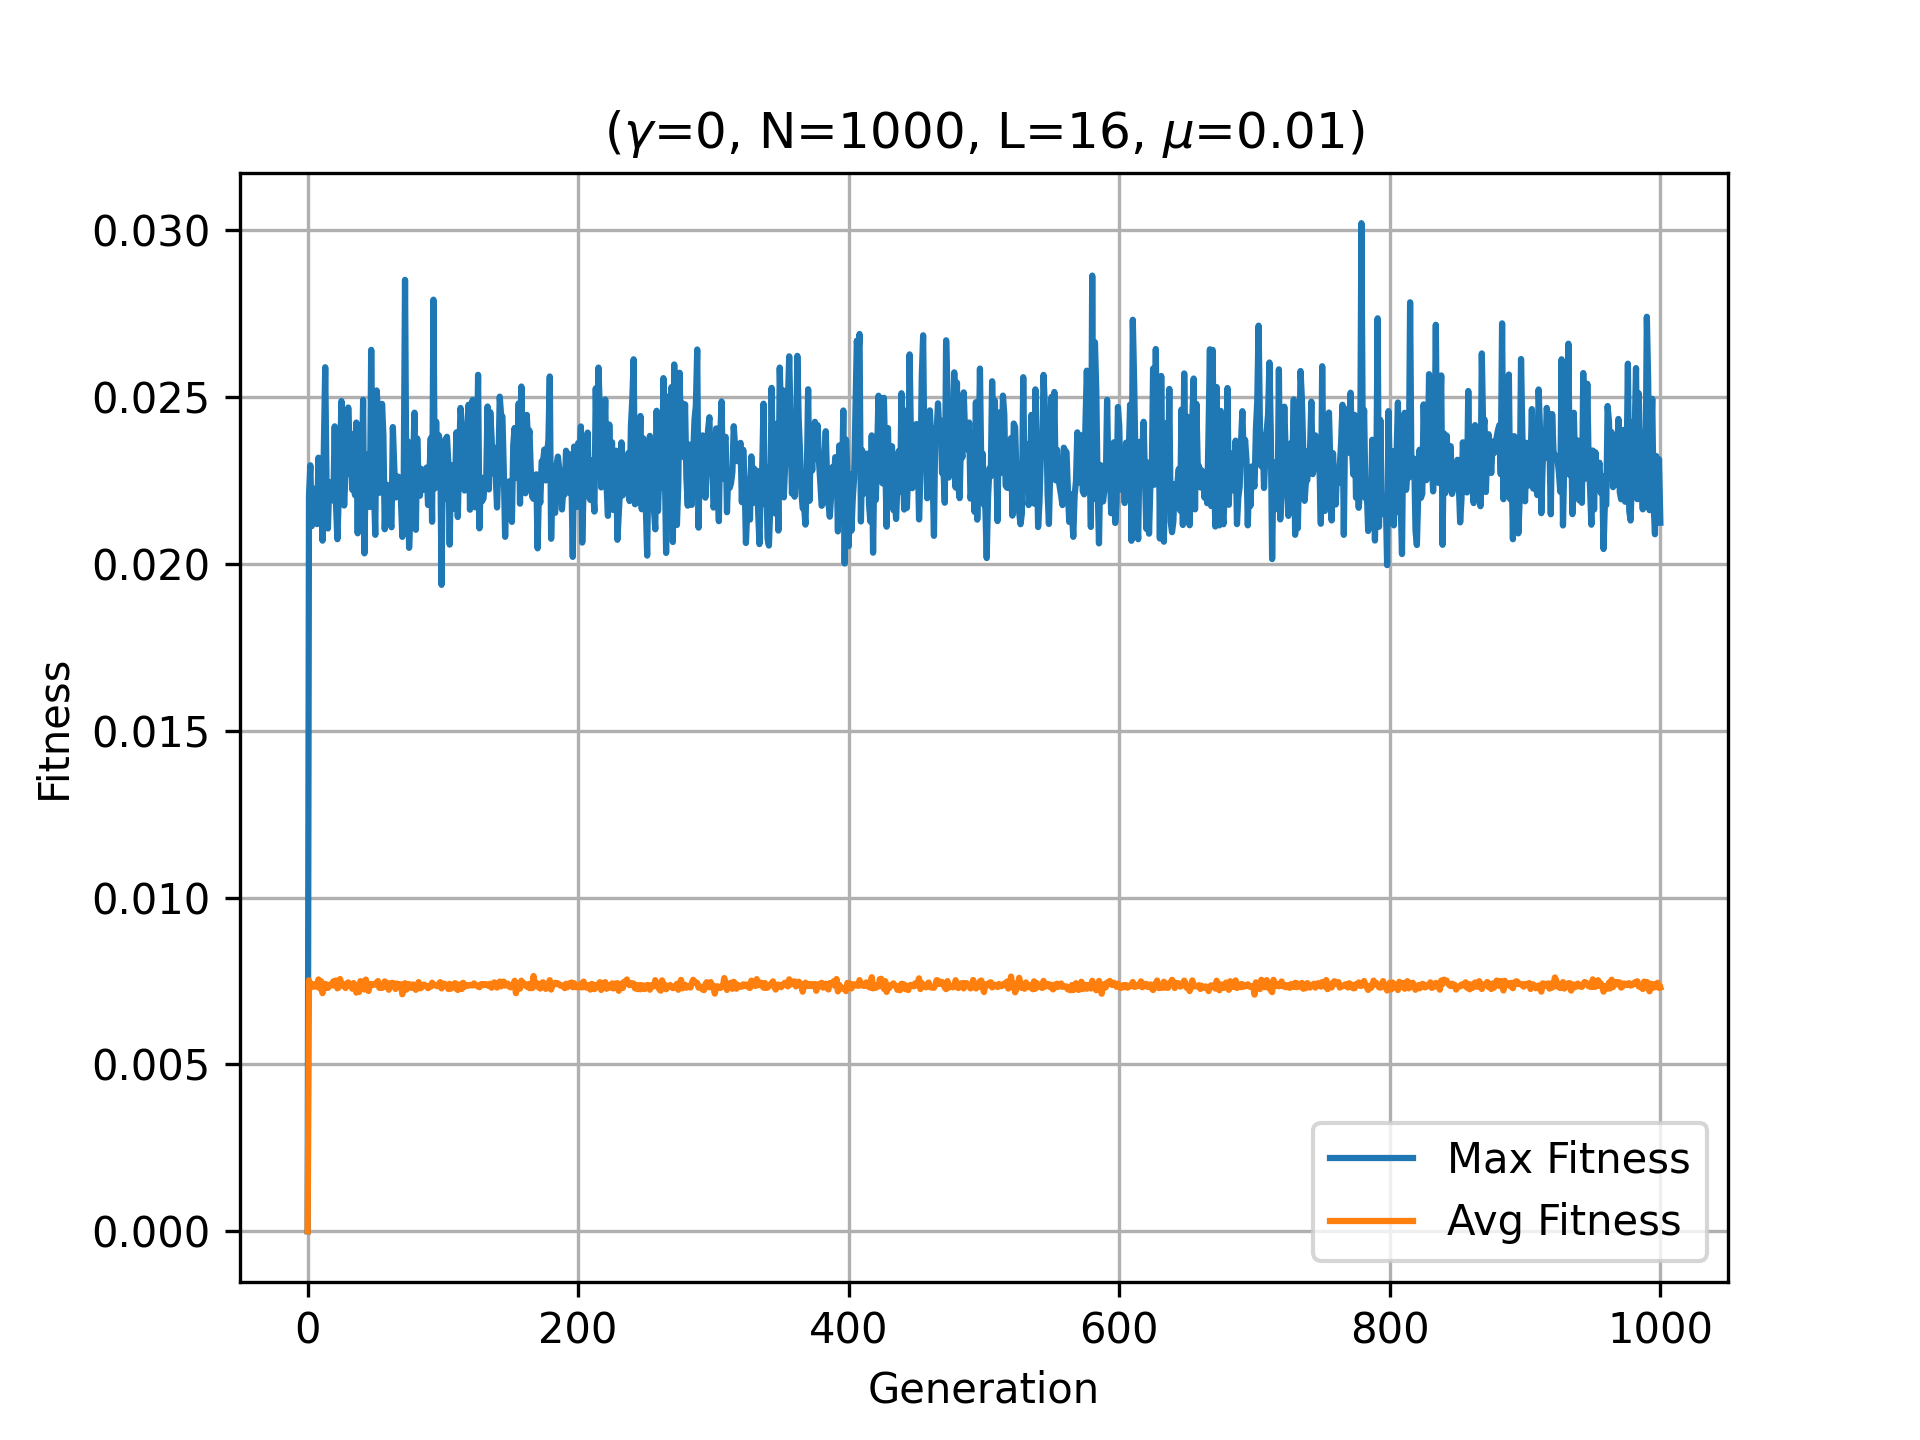 (γ=0, N=1000, L=16, μ=0.01)
Fitness
0.030
0.025
0.020
0.015
0.010
0.005
0.000
0 200 400 600 800 1000
Generation
Max Fitness
Avg Fitness